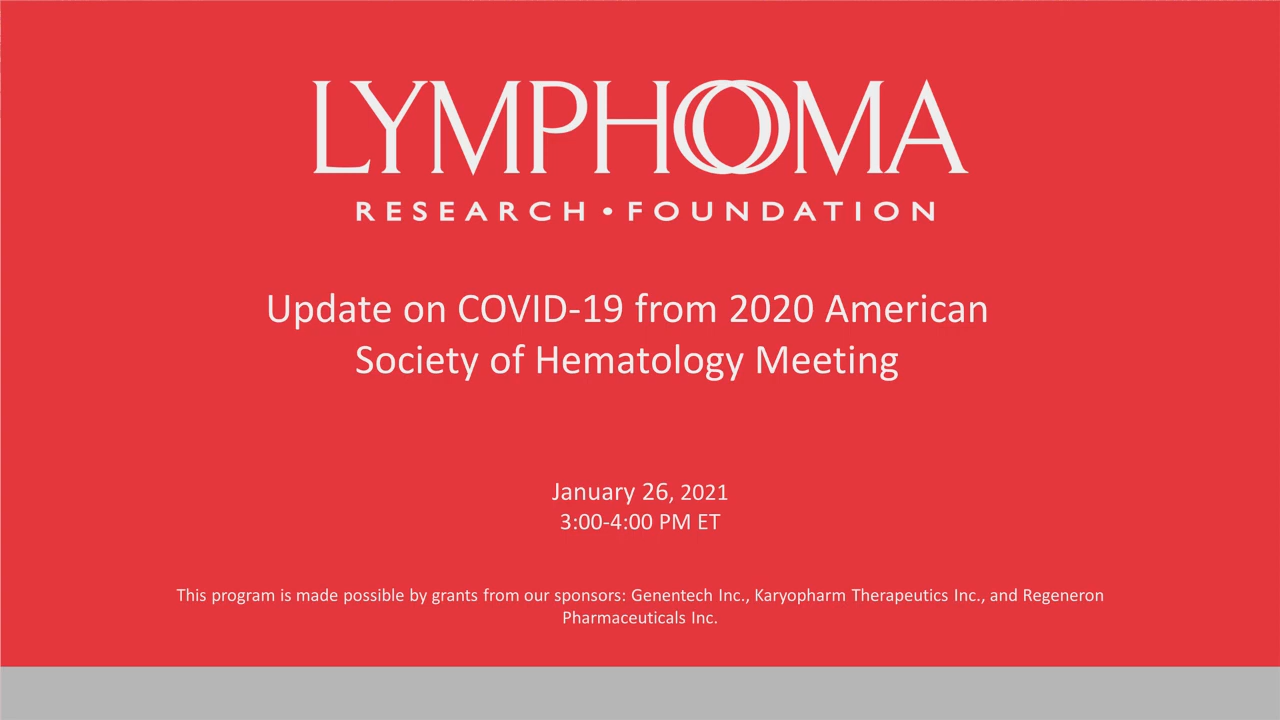 LYMPHOMA
RESEARCH • FOUNDATION
Update on COVID-19 from 2020 American
Society of Hematology Meeting
January 26, 2021
3:00-4:00 PM ET
This program is made possible by grants from our sponsors: Genentech Inc., Karyopharm Therapeutics Inc., and Regeneron
Pharmaceuticals Inc.